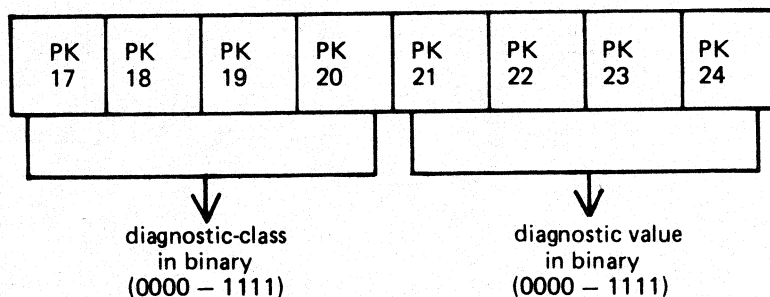 PK PK PK PK PK PK PK PK
17 18 19 20 21 22 23 24
diagnostic-class diagnostic value
in binary in binary
(0000 – 1111) (0000 – 1111)